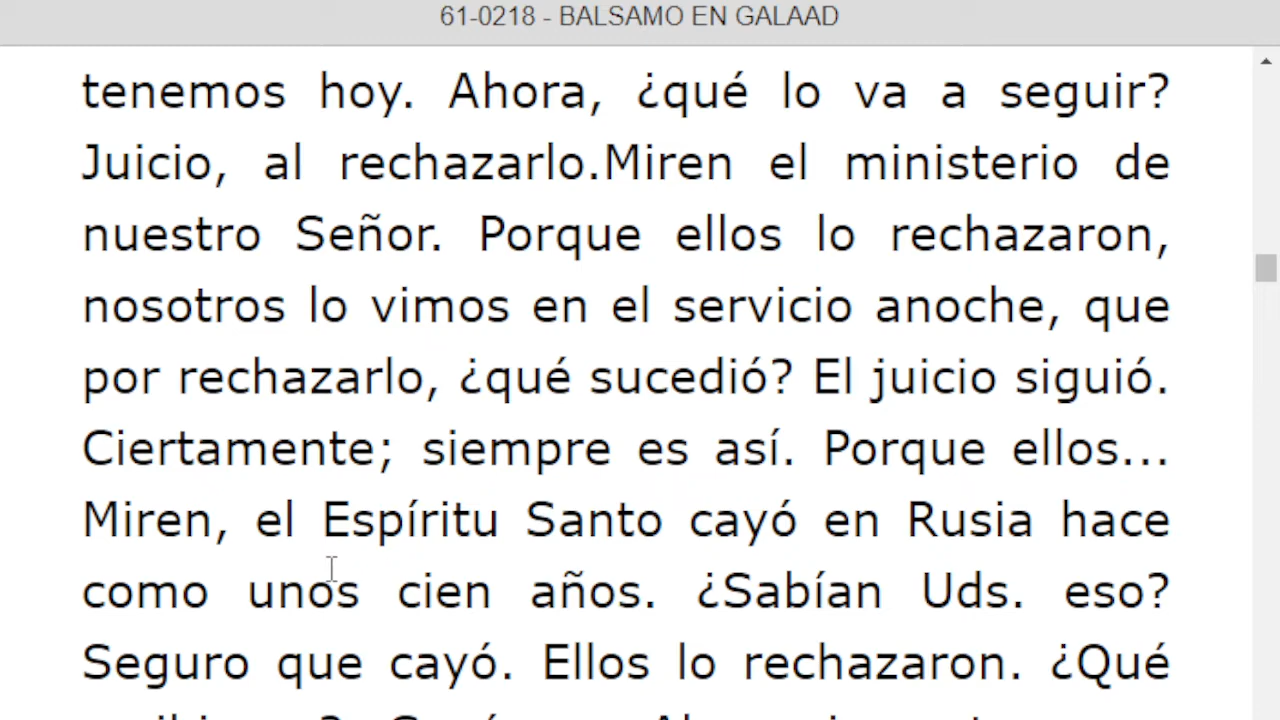 61-0218 - BALSAMO EN GALAAD
tenemos hoy. Ahora, ¿qué lo va a seguir?
Juicio, al rechazarlo.Miren el ministerio de
nuestro Señor. Porque ellos lo rechazaron,
nosotros lo vimos en el servicio anoche, que
por rechazarlo, ¿qué sucedió? El juicio siguió.
Ciertamente; siempre es así. Porque ellos...
Miren, el Espíritu Santo cayó en Rusia hace
como unos cien años. ¿Sabían Uds. eso?
Seguro que cayó. Ellos lo rechazaron. ¿Qué